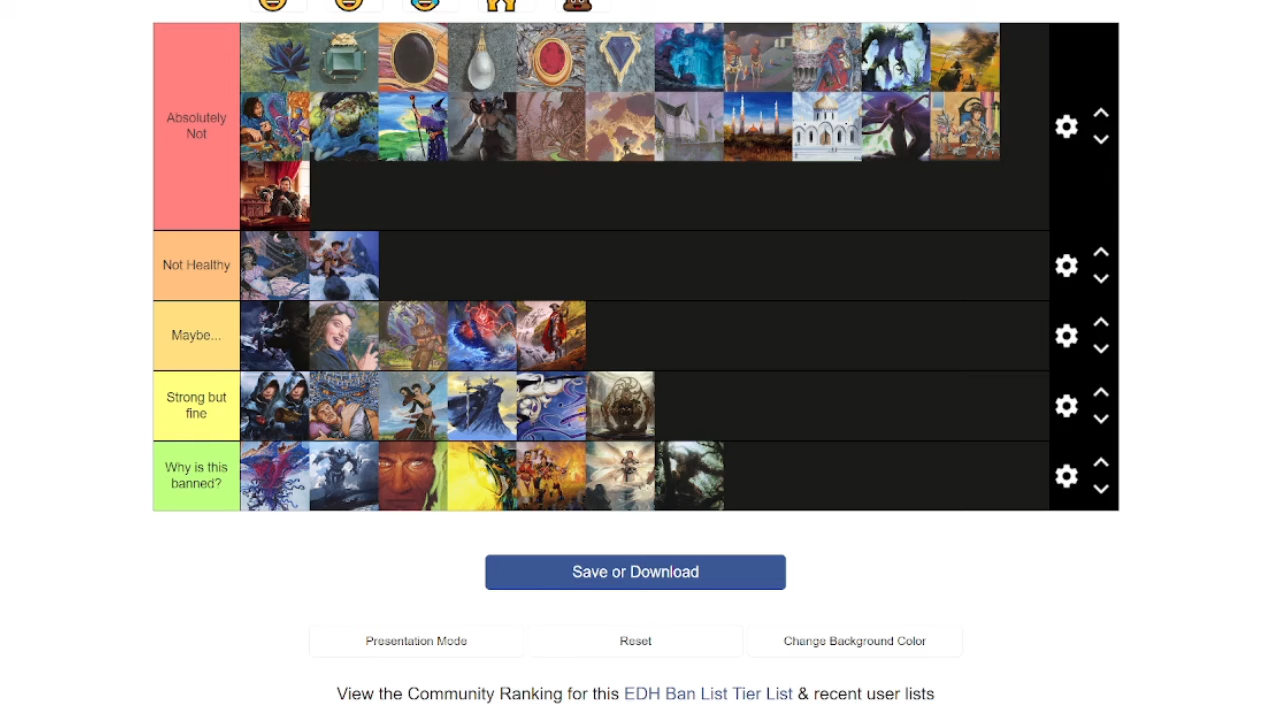 Absolutely
Not
Not Healthy
Maybe...
Strong but
fine
Why is this
banned?
Save or Download
Presentation Mode
Reset
Change Background Color
View the Community Ranking for this EDH Ban List Tier List & recent user lists